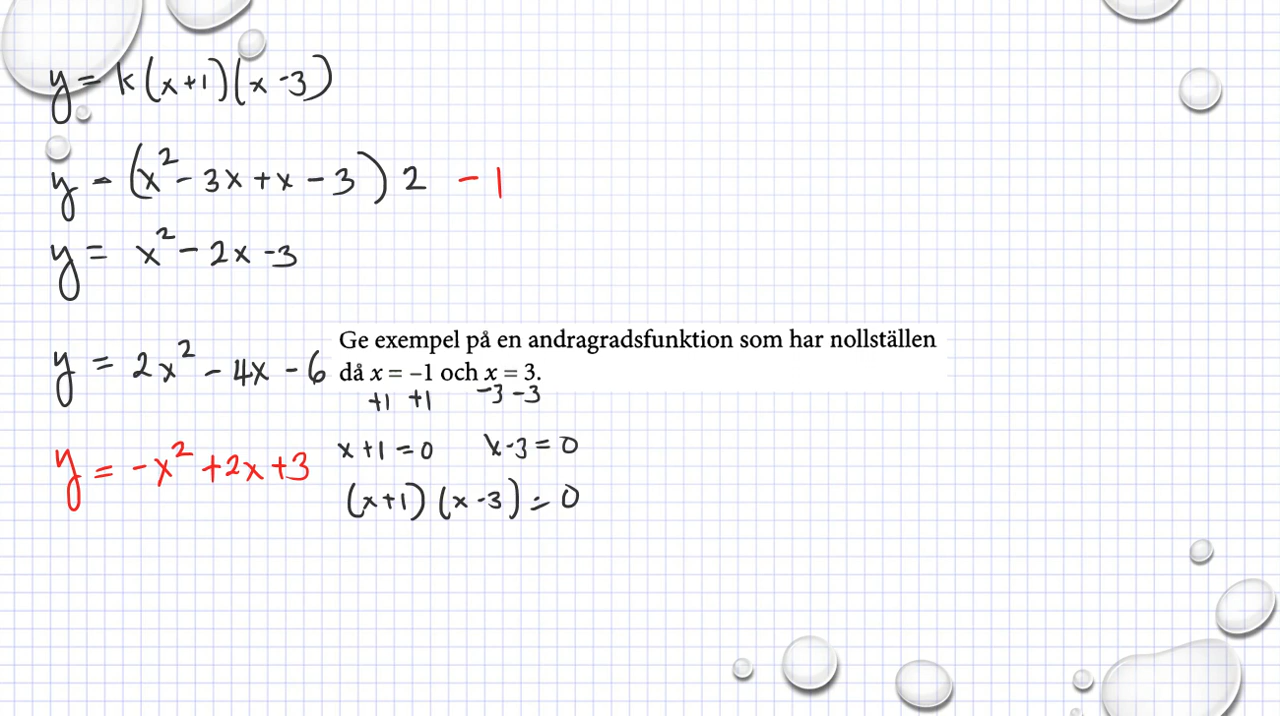 y = k(x+1)(x-3)
y = (x² - 3x + x - 3) 2 - 1
y = x² - 2x - 3
y = 2x² - 4x - 6
y = -x² + 2x + 3
Ge exempel på en andragradsfunktion som har nollställen
då x = –1 och x = 3.
+1 +1 -3 -3
x+1 = 0 x-3 = 0
(x+1)(x-3) = 0